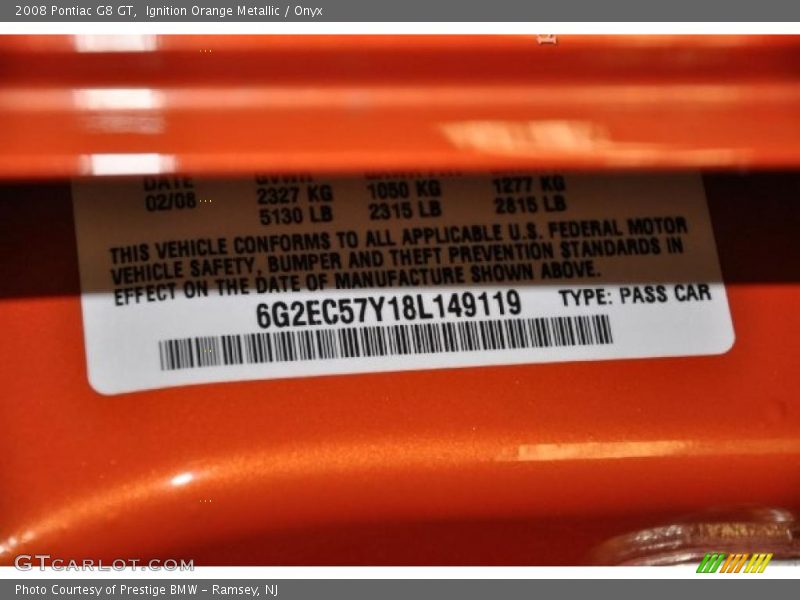 2008 Pontiac G8 GT, Ignition Orange Metallic / Onyx
DATE GVWR
02/08 2327 KG 1050 KG 1277 KG
5130 LB 2315 LB 2815 LB
THIS VEHICLE CONFORMS TO ALL APPLICABLE U.S. FEDERAL MOTOR
VEHICLE SAFETY, BUMPER AND THEFT PREVENTION STANDARDS IN
EFFECT ON THE DATE OF MANUFACTURE SHOWN ABOVE.
6G2EC57Y18L149119 TYPE: PASS CAR
GTCARLOT.COM
Photo Courtesy of Prestige BMW - Ramsey, NJ